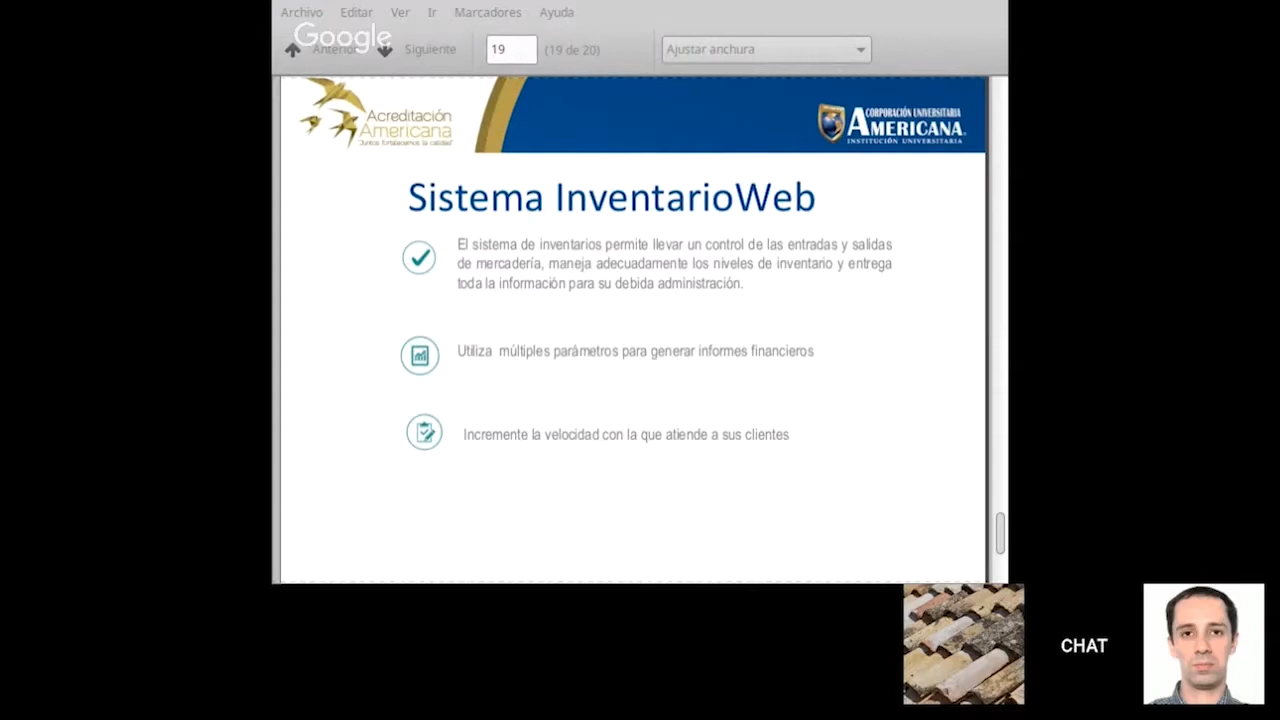 Archivo Editar Ver Ir Marcadores Ayuda
Google
Anterior Siguiente 19 (19 de 20) Ajustar anchura
Acreditación
Americana
"Juntos fortalecemos la calidad"
CORPORACIÓN UNIVERSITARIA
AMERICANA
INSTITUCIÓN UNIVERSITARIA
Sistema InventarioWeb
El sistema de inventarios permite llevar un control de las entradas y salidas
de mercadería, maneja adecuadamente los niveles de inventario y entrega
toda la información para su debida administración.
Utiliza múltiples parámetros para generar informes financieros
Incremente la velocidad con la que atiende a sus clientes
CHAT